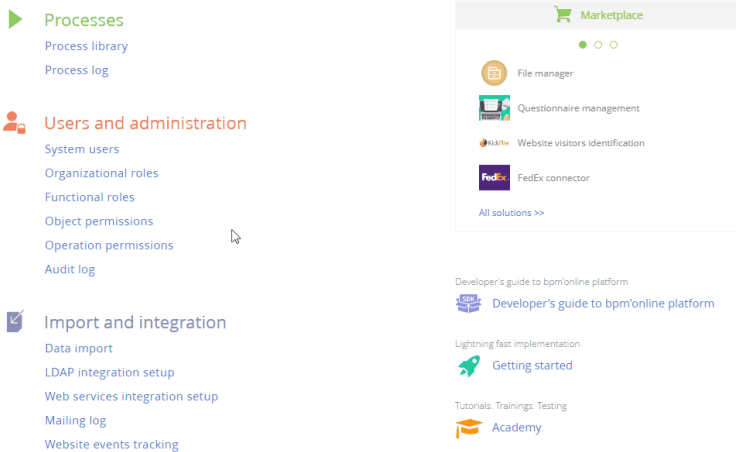 Processes
Process library
Process log
Users and administration
System users
Organizational roles
Functional roles
Object permissions
Operation permissions
Audit log
Import and integration
Data import
LDAP integration setup
Web services integration setup
Mailing log
Website events tracking
Marketplace
File manager
Questionnaire management
KickFire Website visitors identification
FedEx. FedEx connector
All solutions >>
Developer's guide to bpm'online platform
SDK Developer's guide to bpm'online platform
Lightning fast implementation
Getting started
Tutorials. Trainings. Testing
Academy